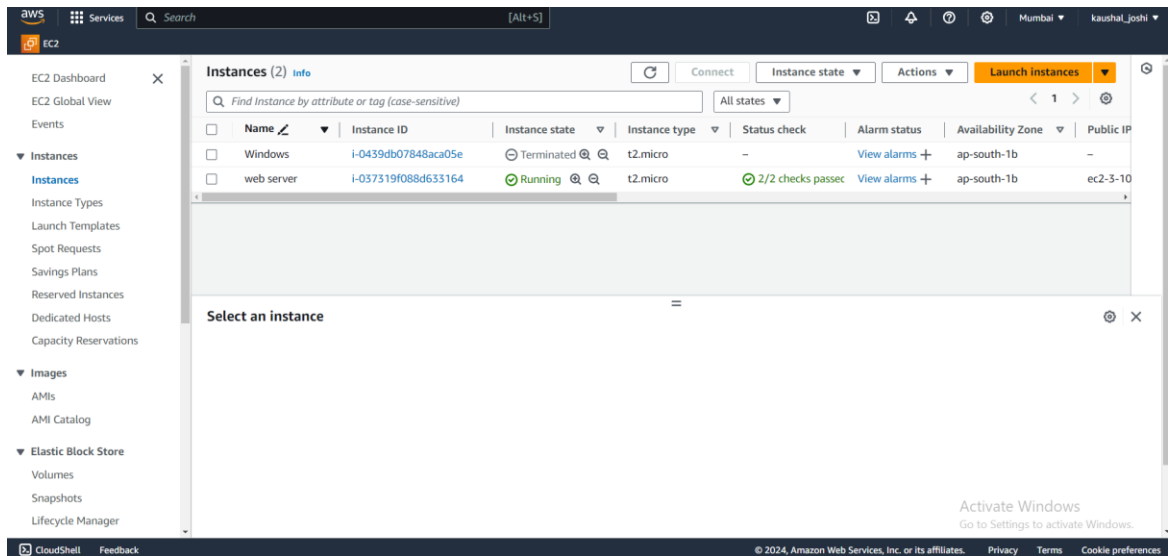 aws Services Search [Alt+S] Mumbai kaushal_joshi
EC2
EC2 Dashboard
EC2 Global View
Events
Instances
Instances
Instance Types
Launch Templates
Spot Requests
Savings Plans
Reserved Instances
Dedicated Hosts
Capacity Reservations
Images
AMIs
AMI Catalog
Elastic Block Store
Volumes
Snapshots
Lifecycle Manager
Instances (2) Info Connect Instance state Actions Launch instances
Find Instance by attribute or tag (case-sensitive) All states 1
Name Instance ID Instance state Instance type Status check Alarm status Availability Zone Public IP
Windows i-0439db07848aca05e Terminated t2.micro – View alarms + ap-south-1b –
web server i-037319f088d633164 Running t2.micro 2/2 checks passec View alarms + ap-south-1b ec2-3-10
Select an instance
Activate Windows
Go to Settings to activate Windows.
CloudShell Feedback © 2024, Amazon Web Services, Inc. or its affiliates. Privacy Terms Cookie preferences